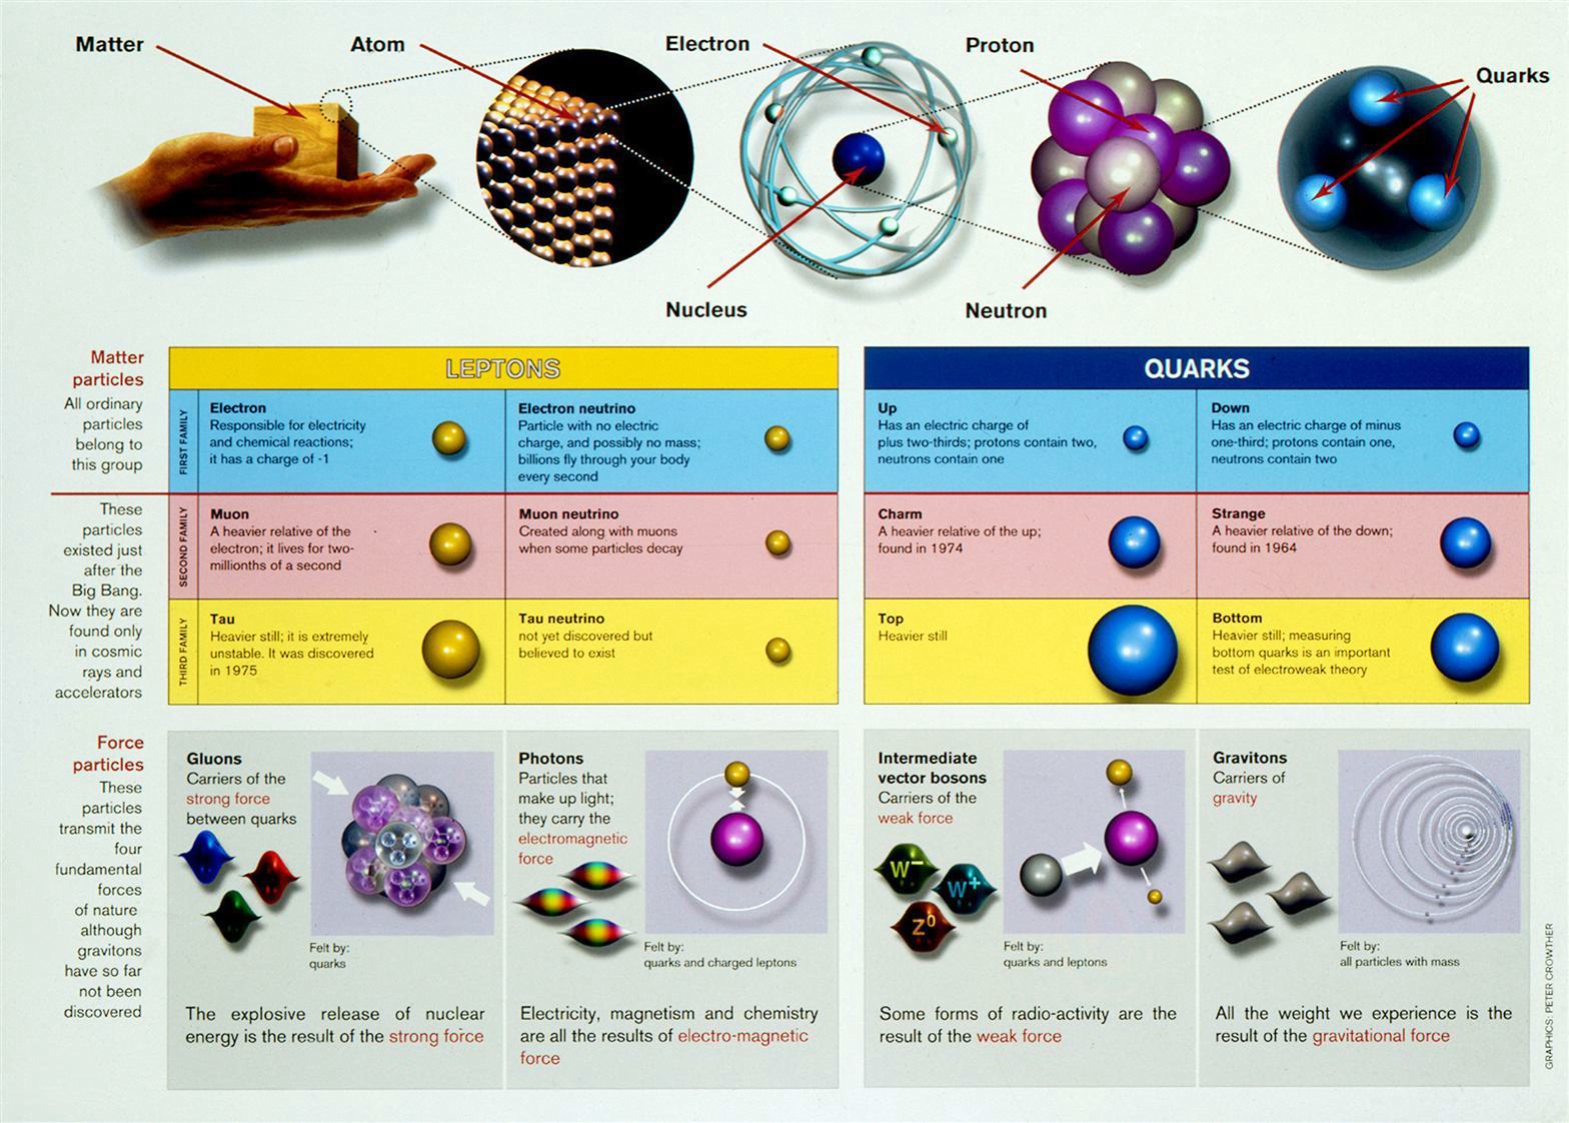 Matter
Atom
Electron
Proton
Quarks
Nucleus
Neutron
Matter
particles
All ordinary
particles
belong to
this group
These
particles
existed just
after the
Big Bang.
Now they are
found only
in cosmic
rays and
accelerators
LEPTONS
FIRST FAMILY
Electron
Responsible for electricity
and chemical reactions;
it has a charge of -1
Electron neutrino
Particle with no electric
charge, and possibly no mass;
billions fly through your body
every second
SECOND FAMILY
Muon
A heavier relative of the
electron; it lives for two-
millionths of a second
Muon neutrino
Created along with muons
when some particles decay
THIRD FAMILY
Tau
Heavier still; it is extremely
unstable. It was discovered
in 1975
Tau neutrino
not yet discovered but
believed to exist
QUARKS
Up
Has an electric charge of
plus two-thirds; protons contain two,
neutrons contain one
Down
Has an electric charge of minus
one-third; protons contain one,
neutrons contain two
Charm
A heavier relative of the up;
found in 1974
Strange
A heavier relative of the down;
found in 1964
Top
Heavier still
Bottom
Heavier still; measuring
bottom quarks is an important
test of electroweak theory
Force
particles
These
particles
transmit the
four
fundamental
forces
of nature
although
gravitons
have so far
not been
discovered
Gluons
Carriers of the
strong force
between quarks
Felt by:
quarks
The explosive release of nuclear
energy is the result of the strong force
Photons
Particles that
make up light;
they carry the
electromagnetic
force
Felt by:
quarks and charged leptons
Electricity, magnetism and chemistry
are all the results of electro-magnetic
force
Intermediate
vector bosons
Carriers of the
weak force
W⁻
W⁺
Z⁰
Felt by:
quarks and leptons
Some forms of radio-activity are the
result of the weak force
Gravitons
Carriers of
gravity
Felt by:
all particles with mass
All the weight we experience is the
result of the gravitational force
GRAPHICS: PETER CROWTHER